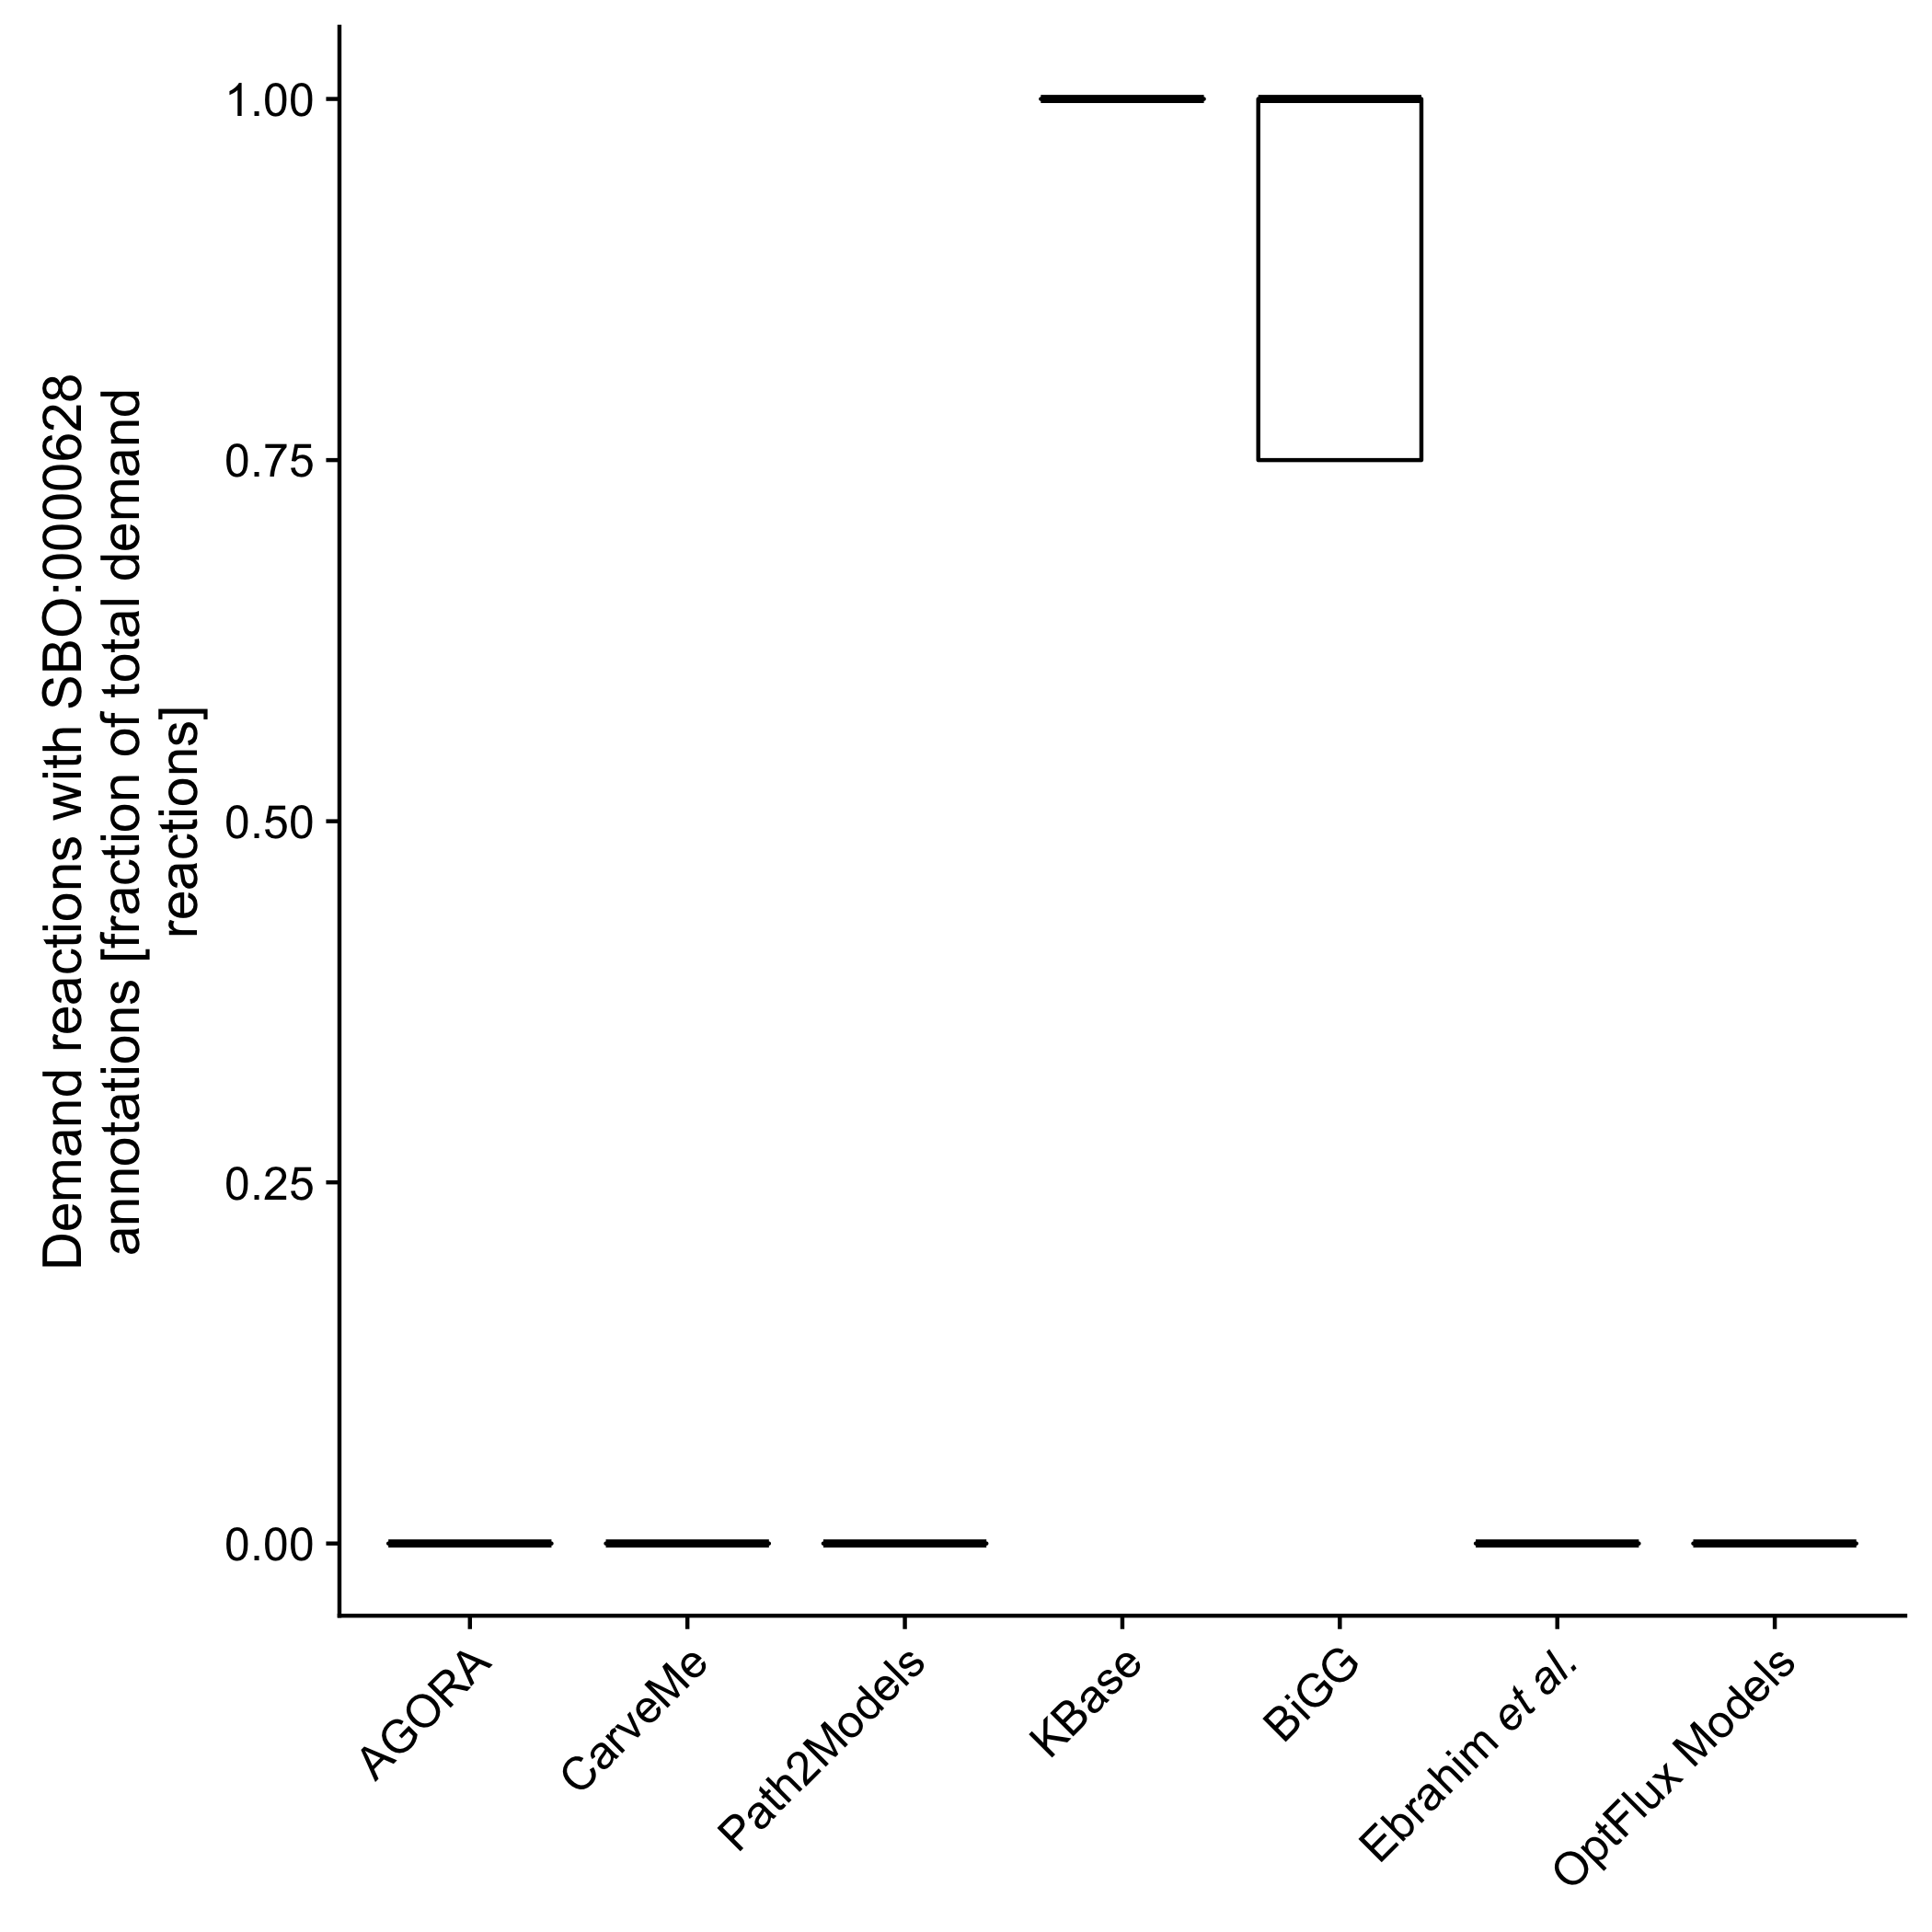 Demand reactions with SBO:0000628
annotations [fraction of total demand
reactions]
1.00
0.75
0.50
0.25
0.00
AGORA
CarveMe
Path2Models
KBase
BiGG
Ebrahim et al.
OptFlux Models